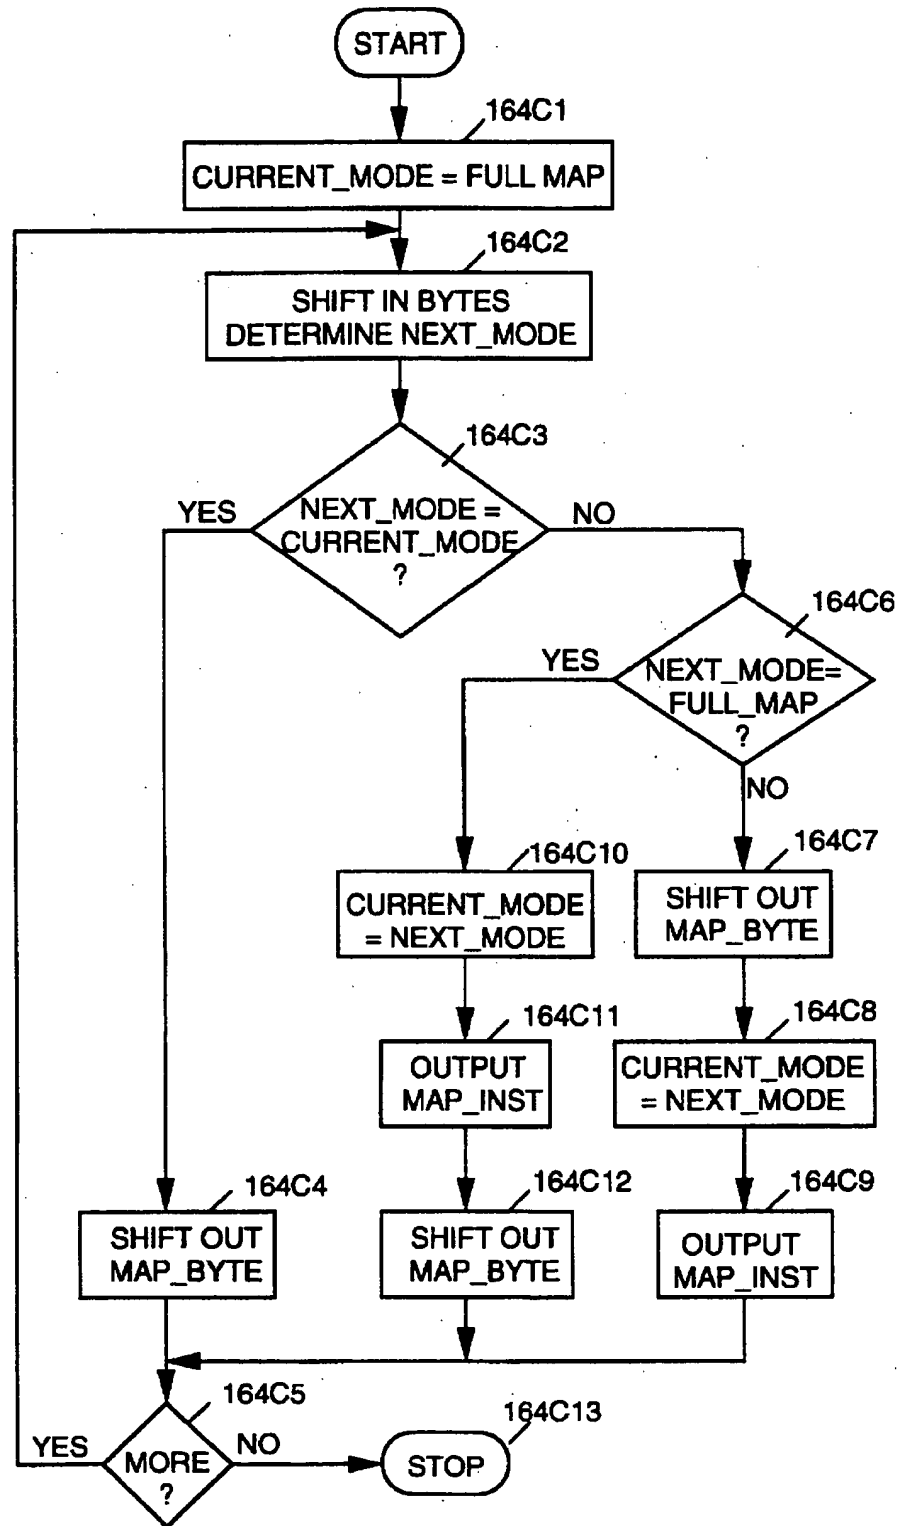 START
164C1
CURRENT_MODE = FULL MAP
164C2
SHIFT IN BYTES
DETERMINE NEXT_MODE
164C3
NEXT_MODE =
CURRENT_MODE
?
YES
NO
164C6
NEXT_MODE=
FULL_MAP
?
YES
NO
164C10
CURRENT_MODE
= NEXT_MODE
164C7
SHIFT OUT
MAP_BYTE
164C11
OUTPUT
MAP_INST
164C8
CURRENT_MODE
= NEXT_MODE
164C4
SHIFT OUT
MAP_BYTE
164C12
SHIFT OUT
MAP_BYTE
164C9
OUTPUT
MAP_INST
164C5
MORE
?
YES
NO
164C13
STOP